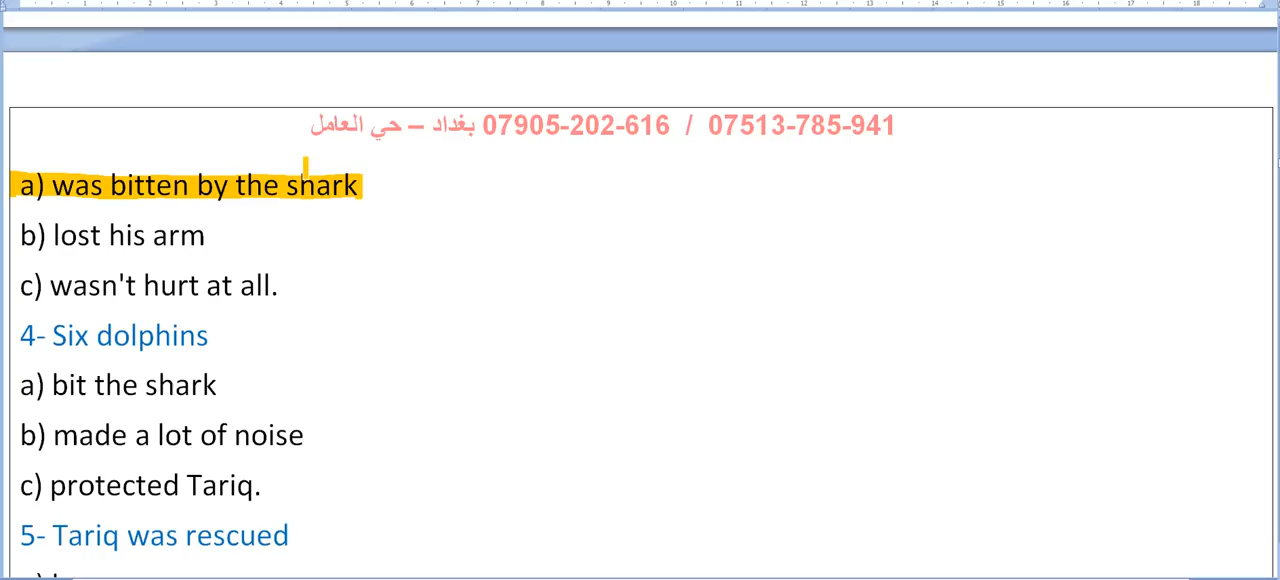 07905-202-616 / 07513-785-941 بغداد – حي العامل
a) was bitten by the shark
b) lost his arm
c) wasn't hurt at all.
4- Six dolphins
a) bit the shark
b) made a lot of noise
c) protected Tariq.
5- Tariq was rescued